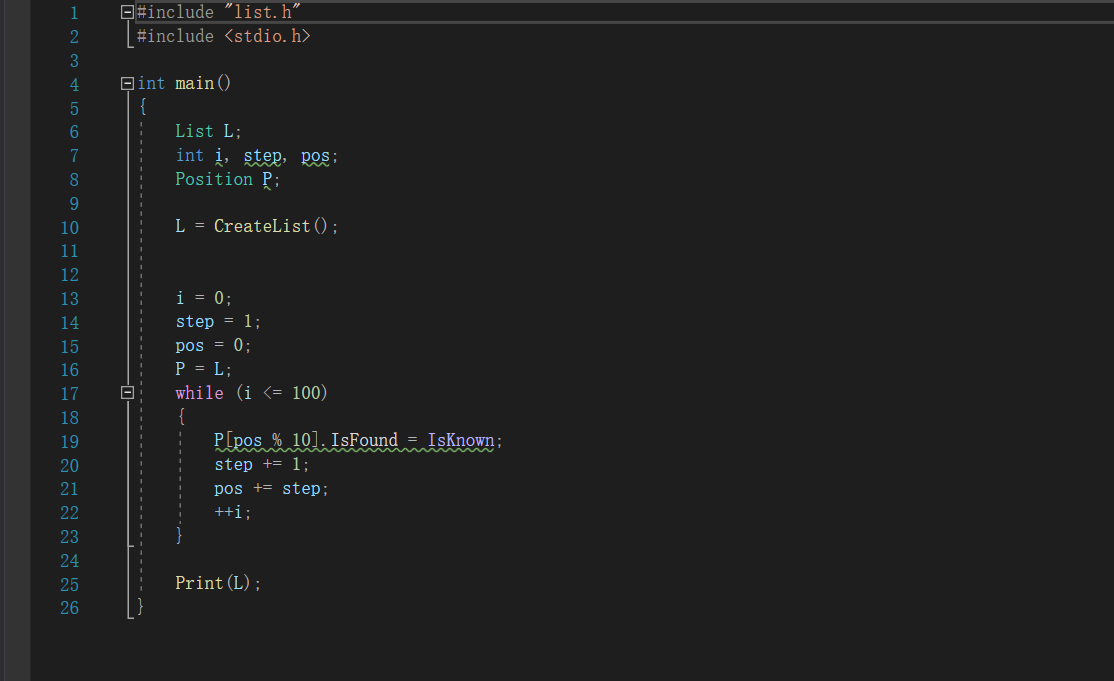 1 #include "list.h"
2 #include <stdio.h>
3
4 int main()
5 {
6 List L;
7 int i, step, pos;
8 Position P;
9
10 L = CreateList();
11
12
13 i = 0;
14 step = 1;
15 pos = 0;
16 P = L;
17 while (i <= 100)
18 {
19 P[pos % 10].IsFound = IsKnown;
20 step += 1;
21 pos += step;
22 ++i;
23 }
24
25 Print(L);
26 }